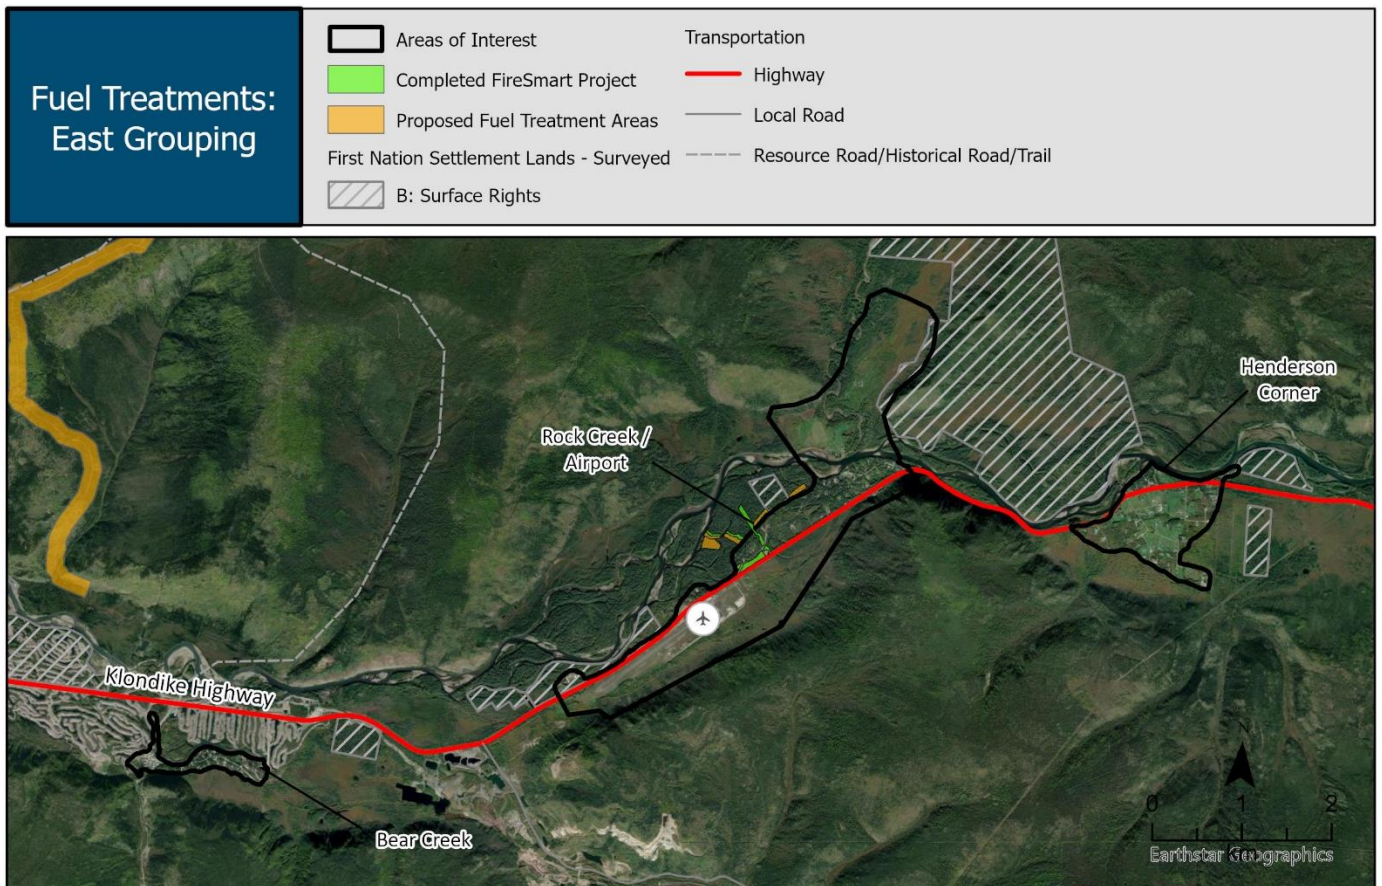 Fuel Treatments:
East Grouping
Areas of Interest
Completed FireSmart Project
Proposed Fuel Treatment Areas
First Nation Settlement Lands - Surveyed
B: Surface Rights
Transportation
Highway
Local Road
Resource Road/Historical Road/Trail
Henderson
Corner
Rock Creek /
Airport
Klondike Highway
Bear Creek
N
0 1 2
Earthstar Geographics